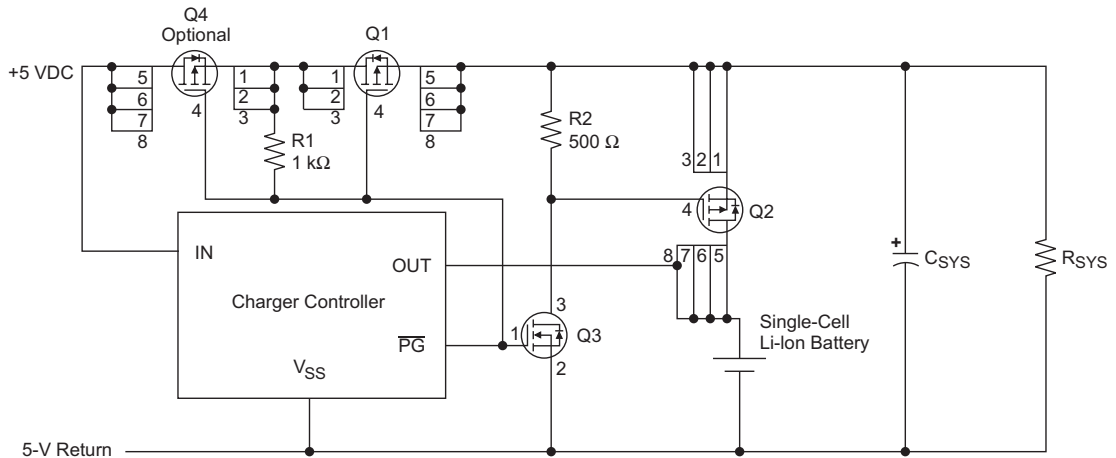 Q4
Optional
Q1
+5 VDC
5
6
7
8
4
1
2
3
1
2
3
4
5
6
7
8
R1
1 kΩ
R2
500 Ω
3 2 1
4
Q2
8 7 6 5
IN
OUT
Charger Controller
PG
VSS
1
3
Q3
2
Single-Cell
Li-Ion Battery
+
CSYS
RSYS
5-V Return